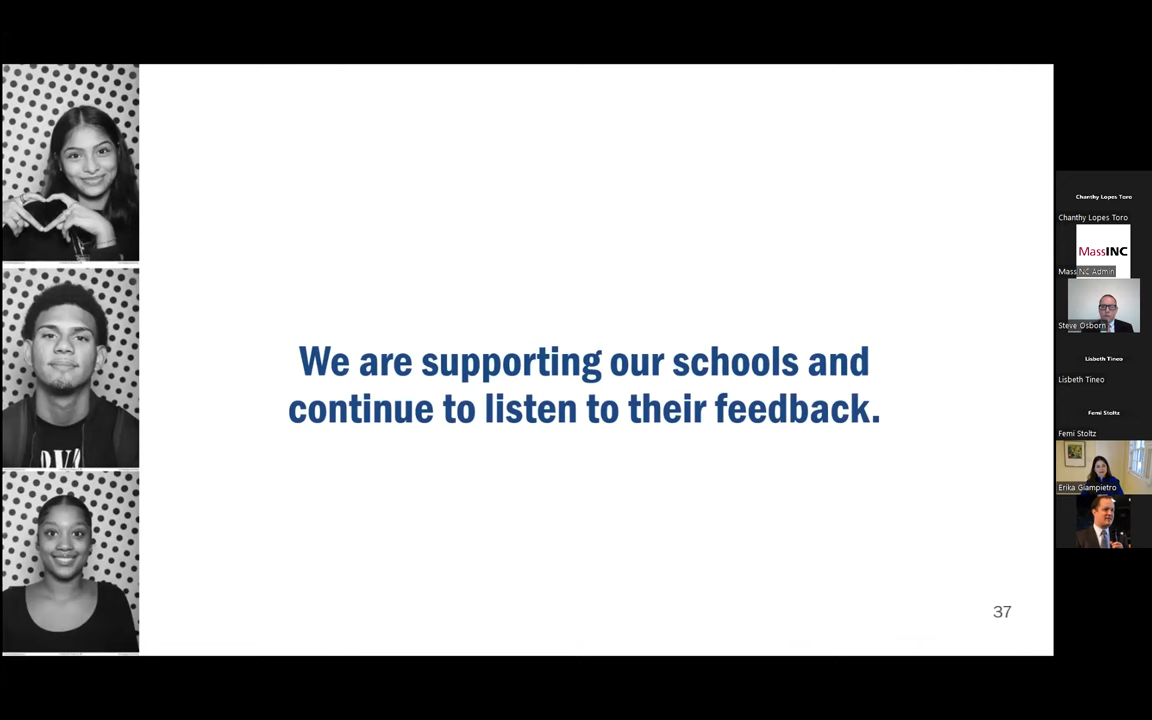 We are supporting our schools and
continue to listen to their feedback.
37
Chanthy Lopes Toro
Chanthy Lopes Toro
MassINC
MassINC Admin
Steve Osborn
Lisbeth Tineo
Lisbeth Tineo
Femi Stoltz
Femi Stoltz
Erika Giampietro